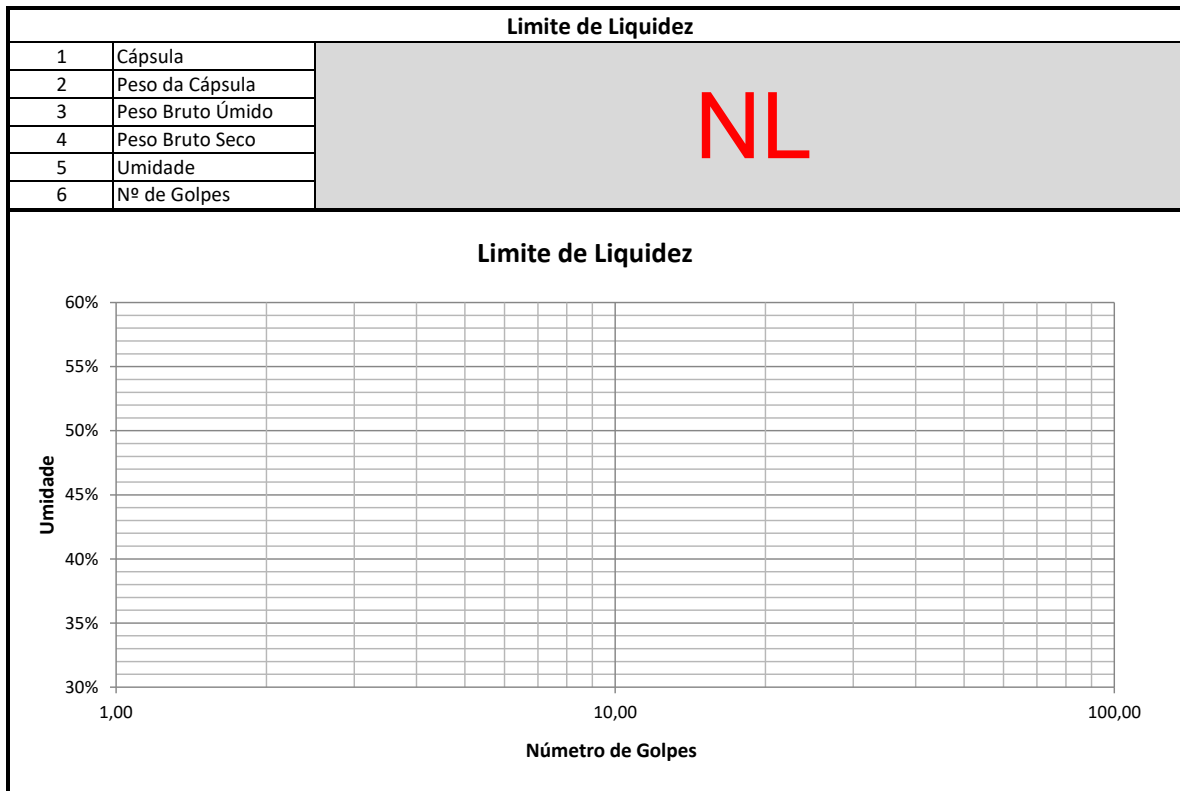 Limite de Liquidez
1 Cápsula
2 Peso da Cápsula
3 Peso Bruto Úmido
4 Peso Bruto Seco
5 Umidade
6 Nº de Golpes
NL
Limite de Liquidez
60%
55%
50%
45%
40%
35%
30%
Umidade
1,00 10,00 100,00
Númetro de Golpes